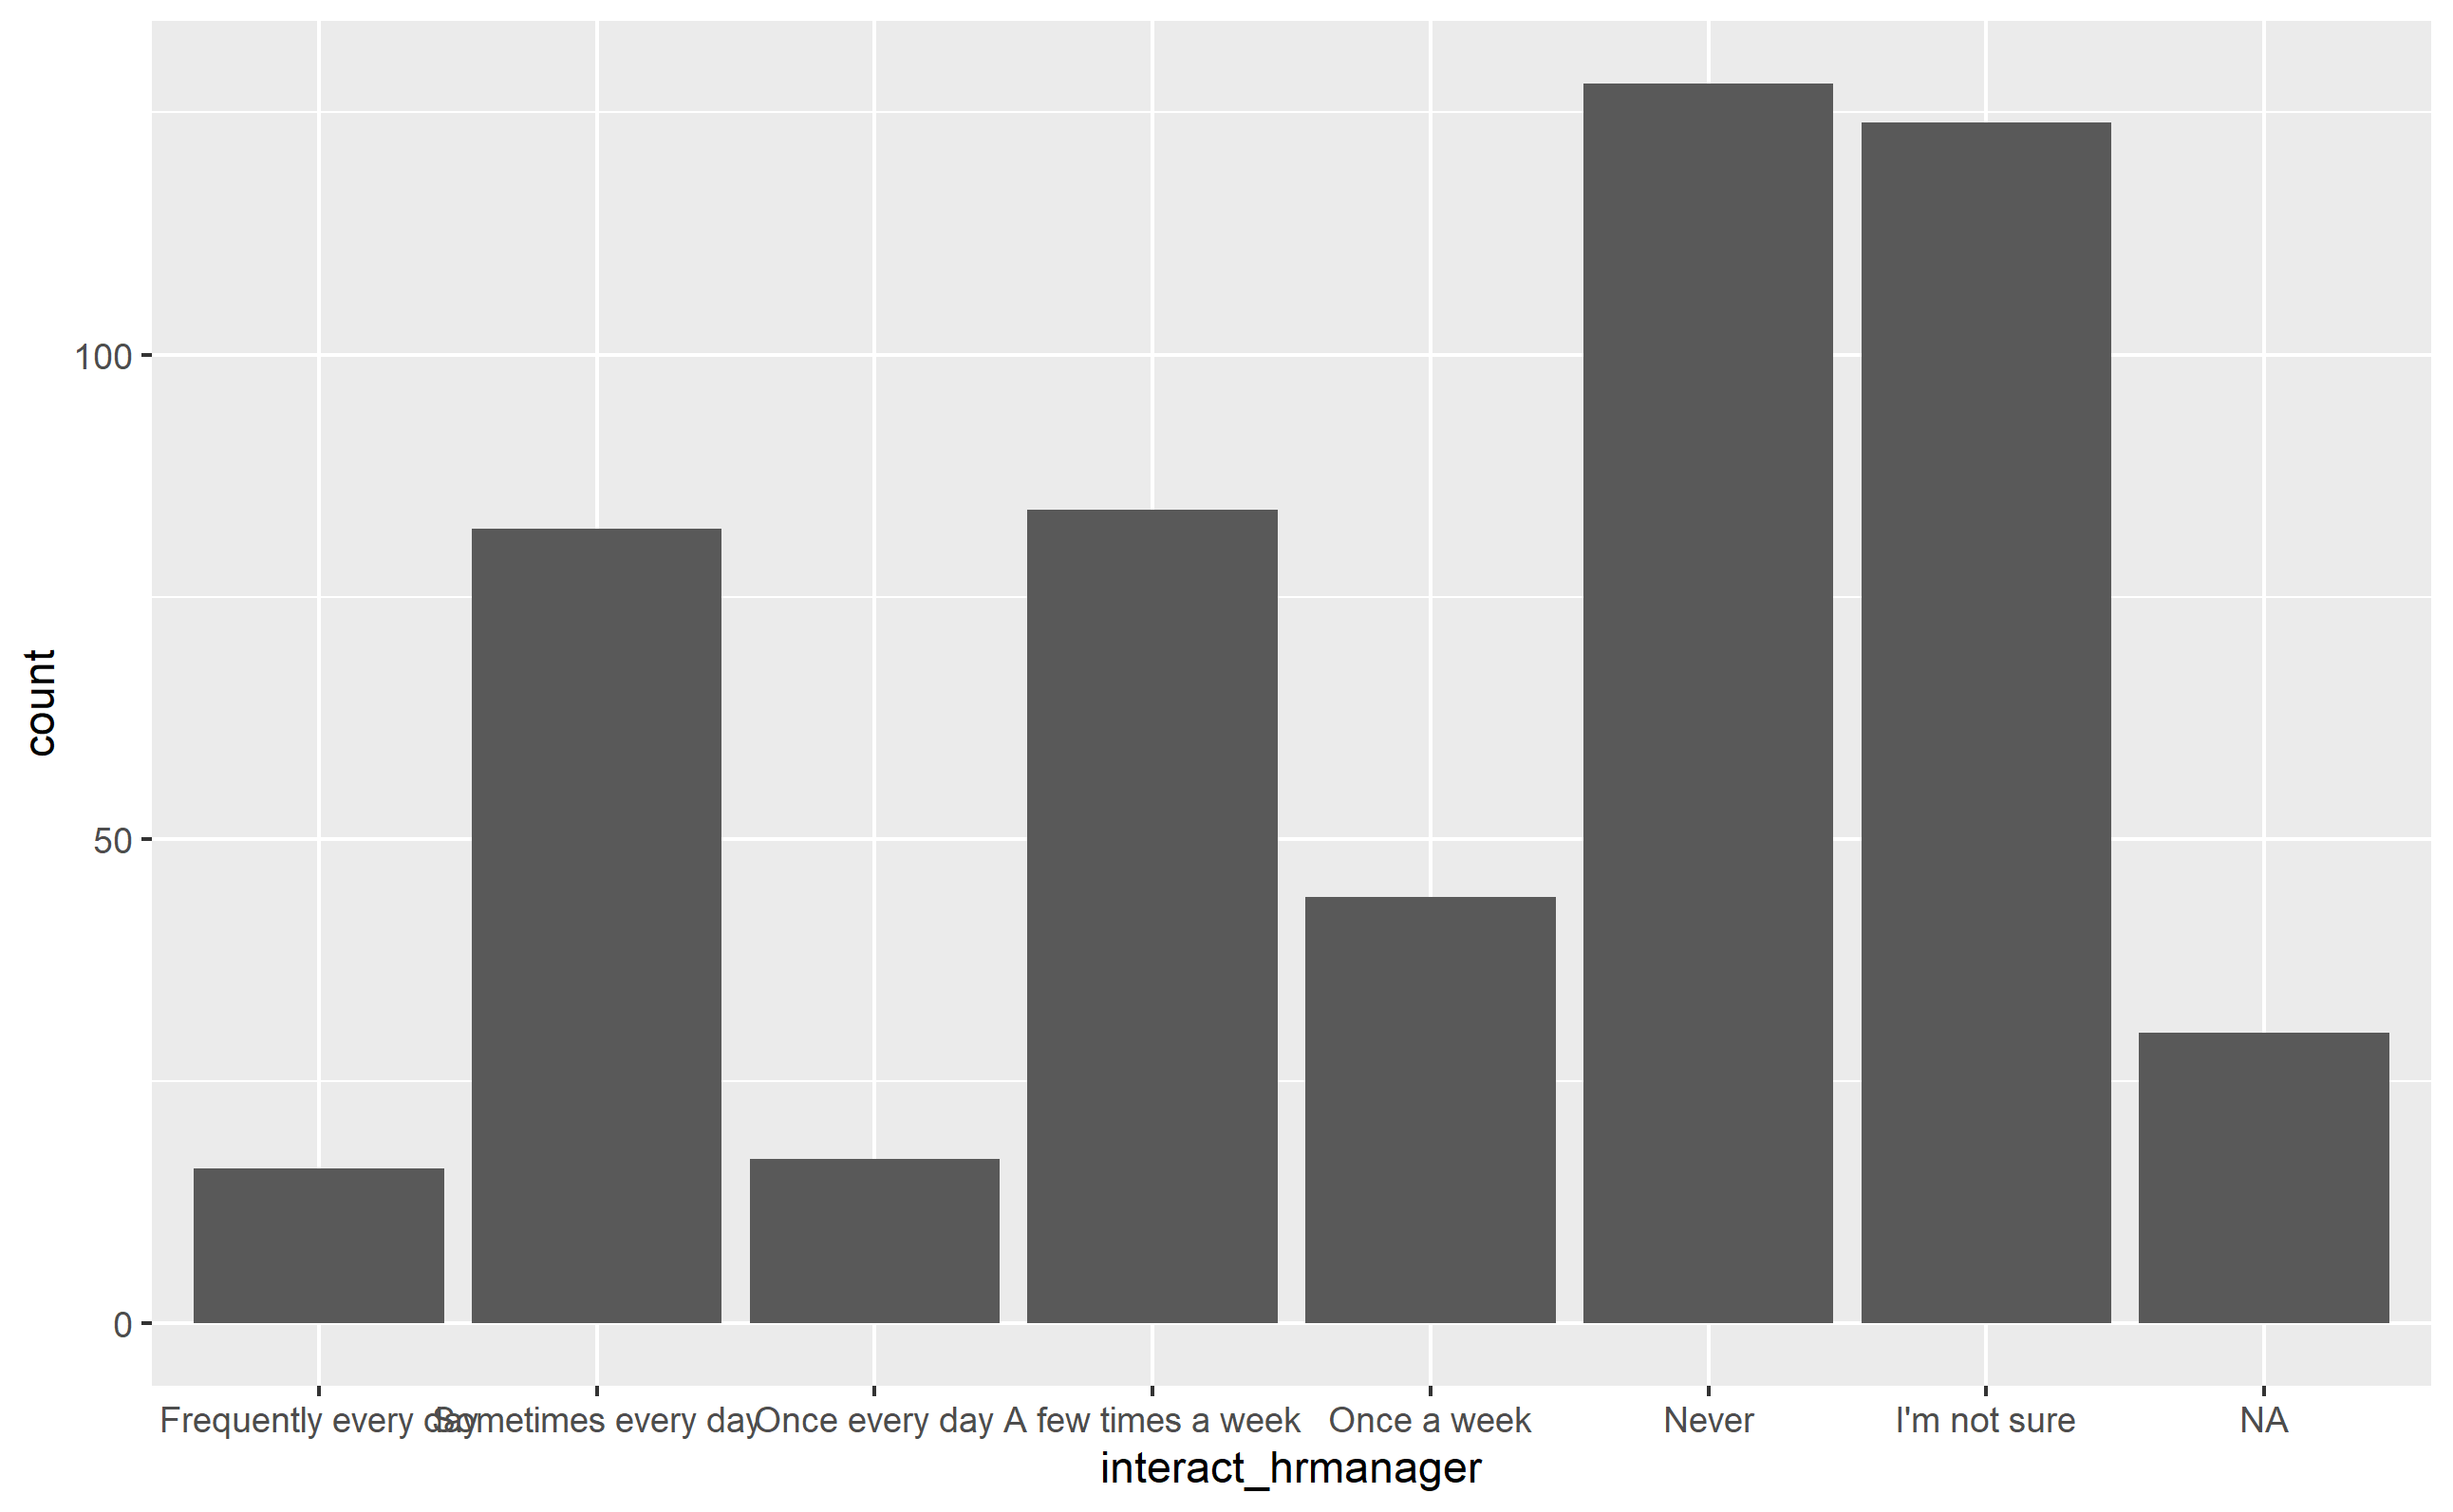 count
100
50
0
Frequently every day Sometimes every day Once every day A few times a week Once a week Never I'm not sure NA
interact_hrmanager